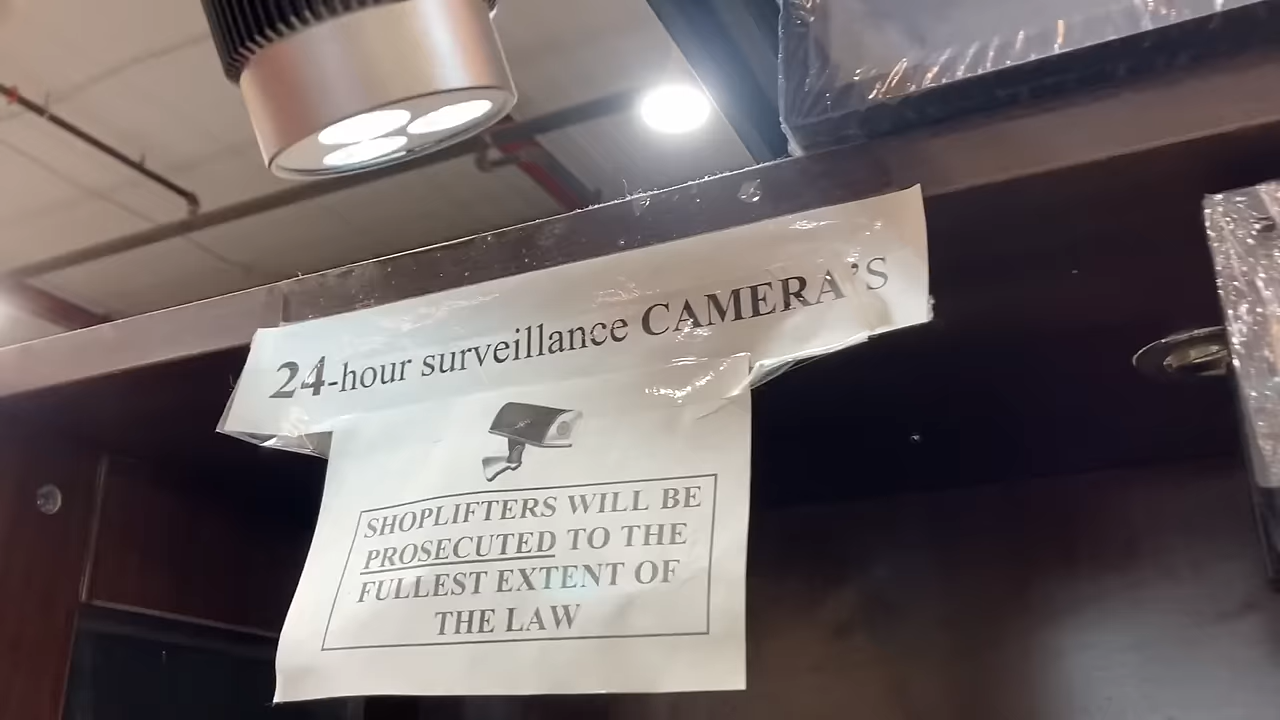 24-hour surveillance CAMERA'S
SHOPLIFTERS WILL BE
PROSECUTED TO THE
FULLEST EXTENT OF
THE LAW